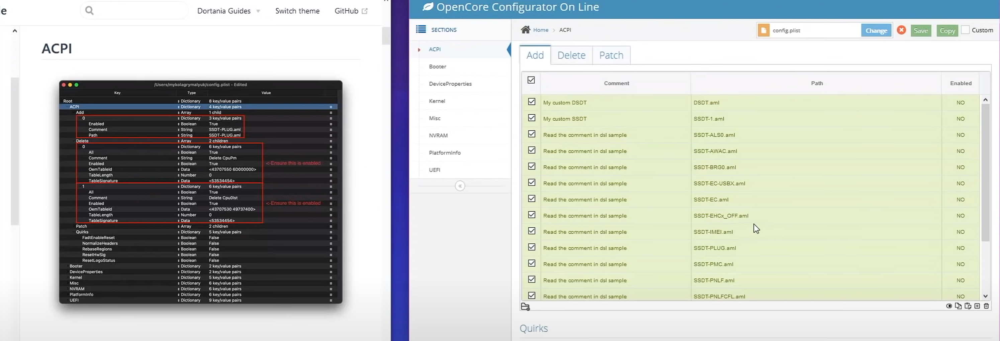 e
Dortania Guides
Switch theme
GitHub
ACPI
/Users/mykolagrymalyuk/config.plist - Edited
Key Type Value
Root Dictionary 8 key/value pairs
ACPI Dictionary 4 key/value pairs
Add Array 1 child
0 Dictionary 3 key/value pairs
Enabled Boolean True
Comment String SSDT-PLUG.aml
Path String SSDT-PLUG.aml
Delete Array 2 children
0 Dictionary 6 key/value pairs
All Boolean True
Comment String Delete CpuPm
Enabled Boolean True <-Ensure this is enabled
OemTableId Data <43707550 6D000000>
TableLength Number 0
TableSignature Data <53534454>
1 Dictionary 6 key/value pairs
All Boolean True
Comment String Delete Cpu0Ist
Enabled Boolean True <-Ensure this is enabled
OemTableId Data <43707530 49737400>
TableLength Number 0
TableSignature Data <53534454>
Patch Array 2 children
Quirks Dictionary 5 key/value pairs
FadtEnableReset Boolean False
NormalizeHeaders Boolean False
RebaseRegions Boolean False
ResetHwSig Boolean False
ResetLogoStatus Boolean False
Booter Dictionary 2 key/value pairs
DeviceProperties Dictionary 2 key/value pairs
Kernel Dictionary 5 key/value pairs
Misc Dictionary 6 key/value pairs
NVRAM Dictionary 6 key/value pairs
PlatformInfo Dictionary 6 key/value pairs
UEFI Dictionary 9 key/value pairs
OpenCore Configurator On Line
SECTIONS
ACPI
Booter
DeviceProperties
Kernel
Misc
NVRAM
PlatformInfo
UEFI
Home > ACPI
config.plist Change Save Copy Custom
Add Delete Patch
Comment Path Enabled
My custom DSDT DSDT.aml NO
My custom SSDT SSDT-1.aml NO
Read the comment in dsl sample SSDT-ALS0.aml NO
Read the comment in dsl sample SSDT-AWAC.aml NO
Read the comment in dsl sample SSDT-BRG0.aml NO
Read the comment in dsl sample SSDT-EC-USBX.aml NO
Read the comment in dsl sample SSDT-EC.aml NO
Read the comment in dsl sample SSDT-EHCx_OFF.aml NO
Read the comment in dsl sample SSDT-IMEI.aml NO
Read the comment in dsl sample SSDT-PLUG.aml NO
Read the comment in dsl sample SSDT-PMC.aml NO
Read the comment in dsl sample SSDT-PNLF.aml NO
Read the comment in dsl sample SSDT-PNLFCFL.aml NO
Quirks